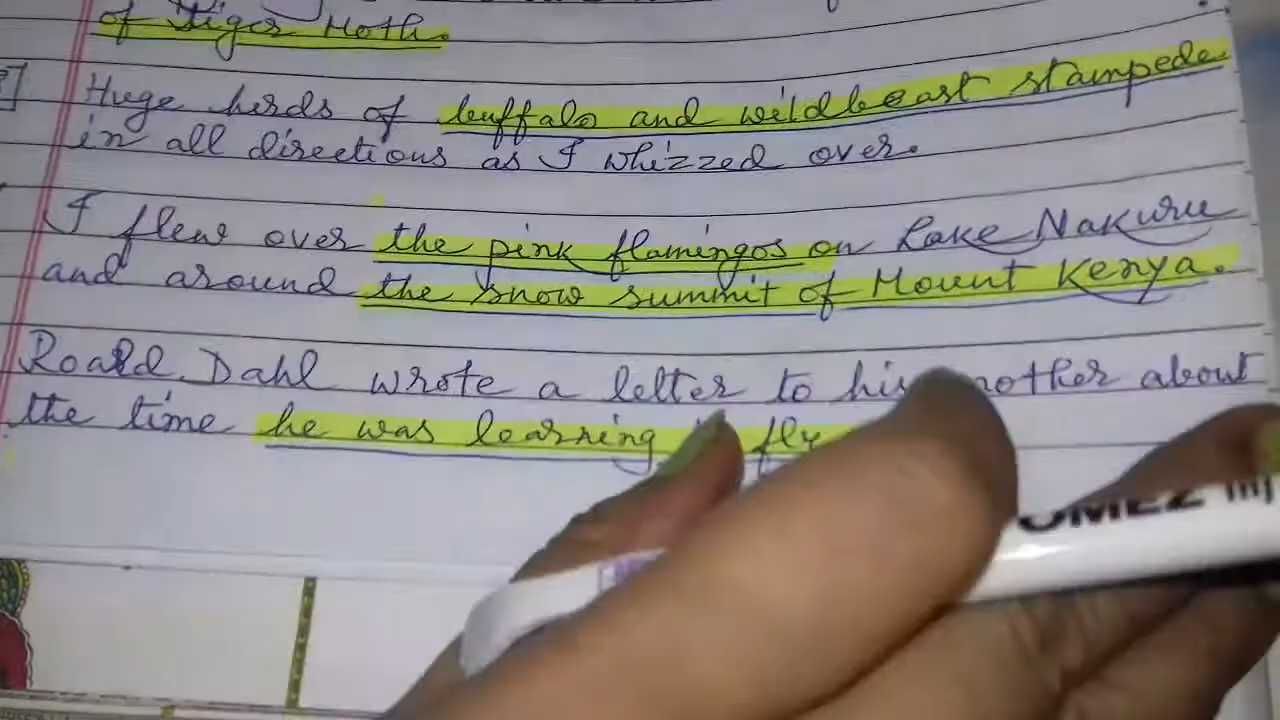 of Tiger Moth.
Huge herds of buffalo and wildbeast stampede
in all directions as I whizzed over.
I flew over the pink flamingos on Lake Nakuru
and around the snow summit of Mount Kenya.
Roald Dahl wrote a letter to his mother about
the time he was learning fly
OMEZ